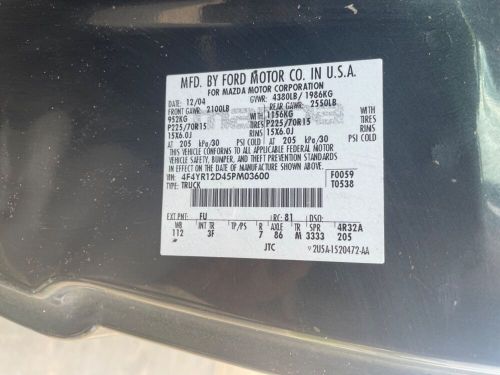 MFD. BY FORD MOTOR CO. IN U.S.A.
FOR MAZDA MOTOR CORPORATION
DATE: 12/04 GVWR: 4380LB/ 1986KG
FRONT GAWR: 2100LB REAR GAWR: 2550LB
952KG WITH 1156KG WITH
P225/70R15 TIRES P225/70R15 TIRES
15X6.0J RIMS 15X6.0J RIMS
AT 205 kPa/30 PSI COLD AT 205 kPa/30 PSI COLD
THIS VEHICLE CONFORMS TO ALL APPLICABLE FEDERAL MOTOR
VEHICLE SAFETY, BUMPER, AND THEFT PREVENTION STANDARDS
IN EFFECT ON THE DATE OF MANUFACTURE SHOWN ABOVE.
VIN: 4F4YR12D45PM03600 F0059
TYPE: TRUCK T0538
EXT PNT: FU RC: 81 DSO:
WB INT TR TP/PS R AXLE TR SPR 4R32A
112 3F 7 86 M 3333 205
JTC 2U5A-1520472-AA